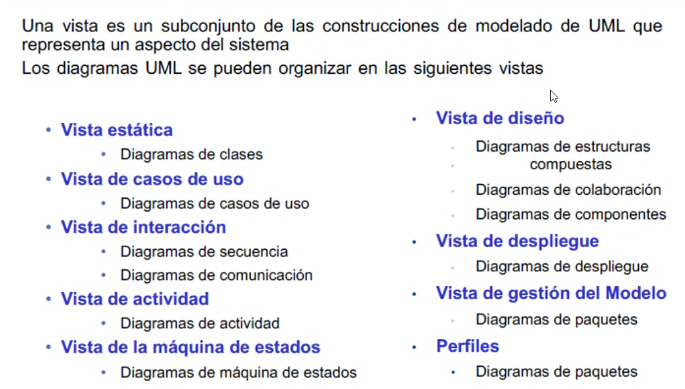 Una vista es un subconjunto de las construcciones de modelado de UML que
representa un aspecto del sistema
Los diagramas UML se pueden organizar en las siguientes vistas
• Vista estática
• Diagramas de clases
• Vista de casos de uso
• Diagramas de casos de uso
• Vista de interacción
• Diagramas de secuencia
• Diagramas de comunicación
• Vista de actividad
• Diagramas de actividad
• Vista de la máquina de estados
• Diagramas de máquina de estados
• Vista de diseño
• Diagramas de estructuras
• compuestas
• Diagramas de colaboración
• Diagramas de componentes
• Vista de despliegue
• Diagramas de despliegue
• Vista de gestión del Modelo
• Diagramas de paquetes
• Perfiles
• Diagramas de paquetes